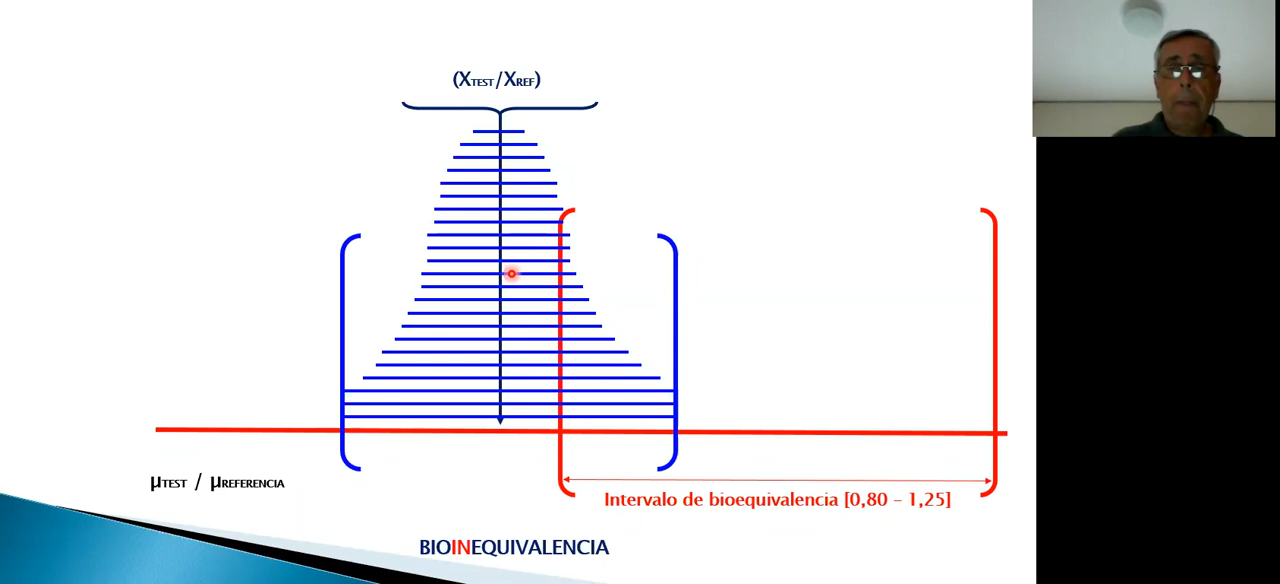 (XTEST/XREF)
μTEST / μREFERENCIA
Intervalo de bioequivalencia [0,80 – 1,25]
BIOINEQUIVALENCIA